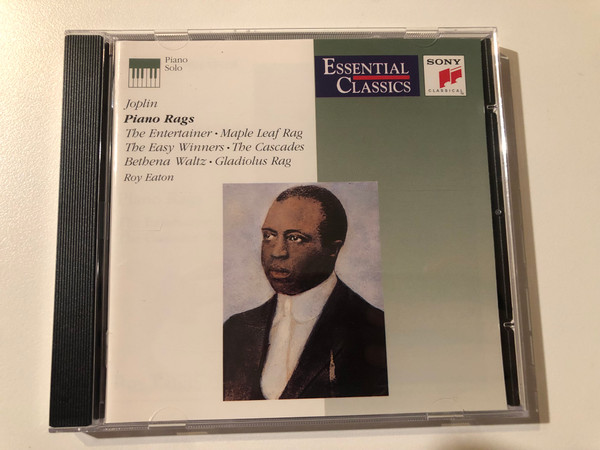 Piano
Solo
ESSENTIAL
CLASSICS
SONY
CLASSICAL
Joplin
Piano Rags
The Entertainer • Maple Leaf Rag
The Easy Winners • The Cascades
Bethena Waltz • Gladiolus Rag
Roy Eaton